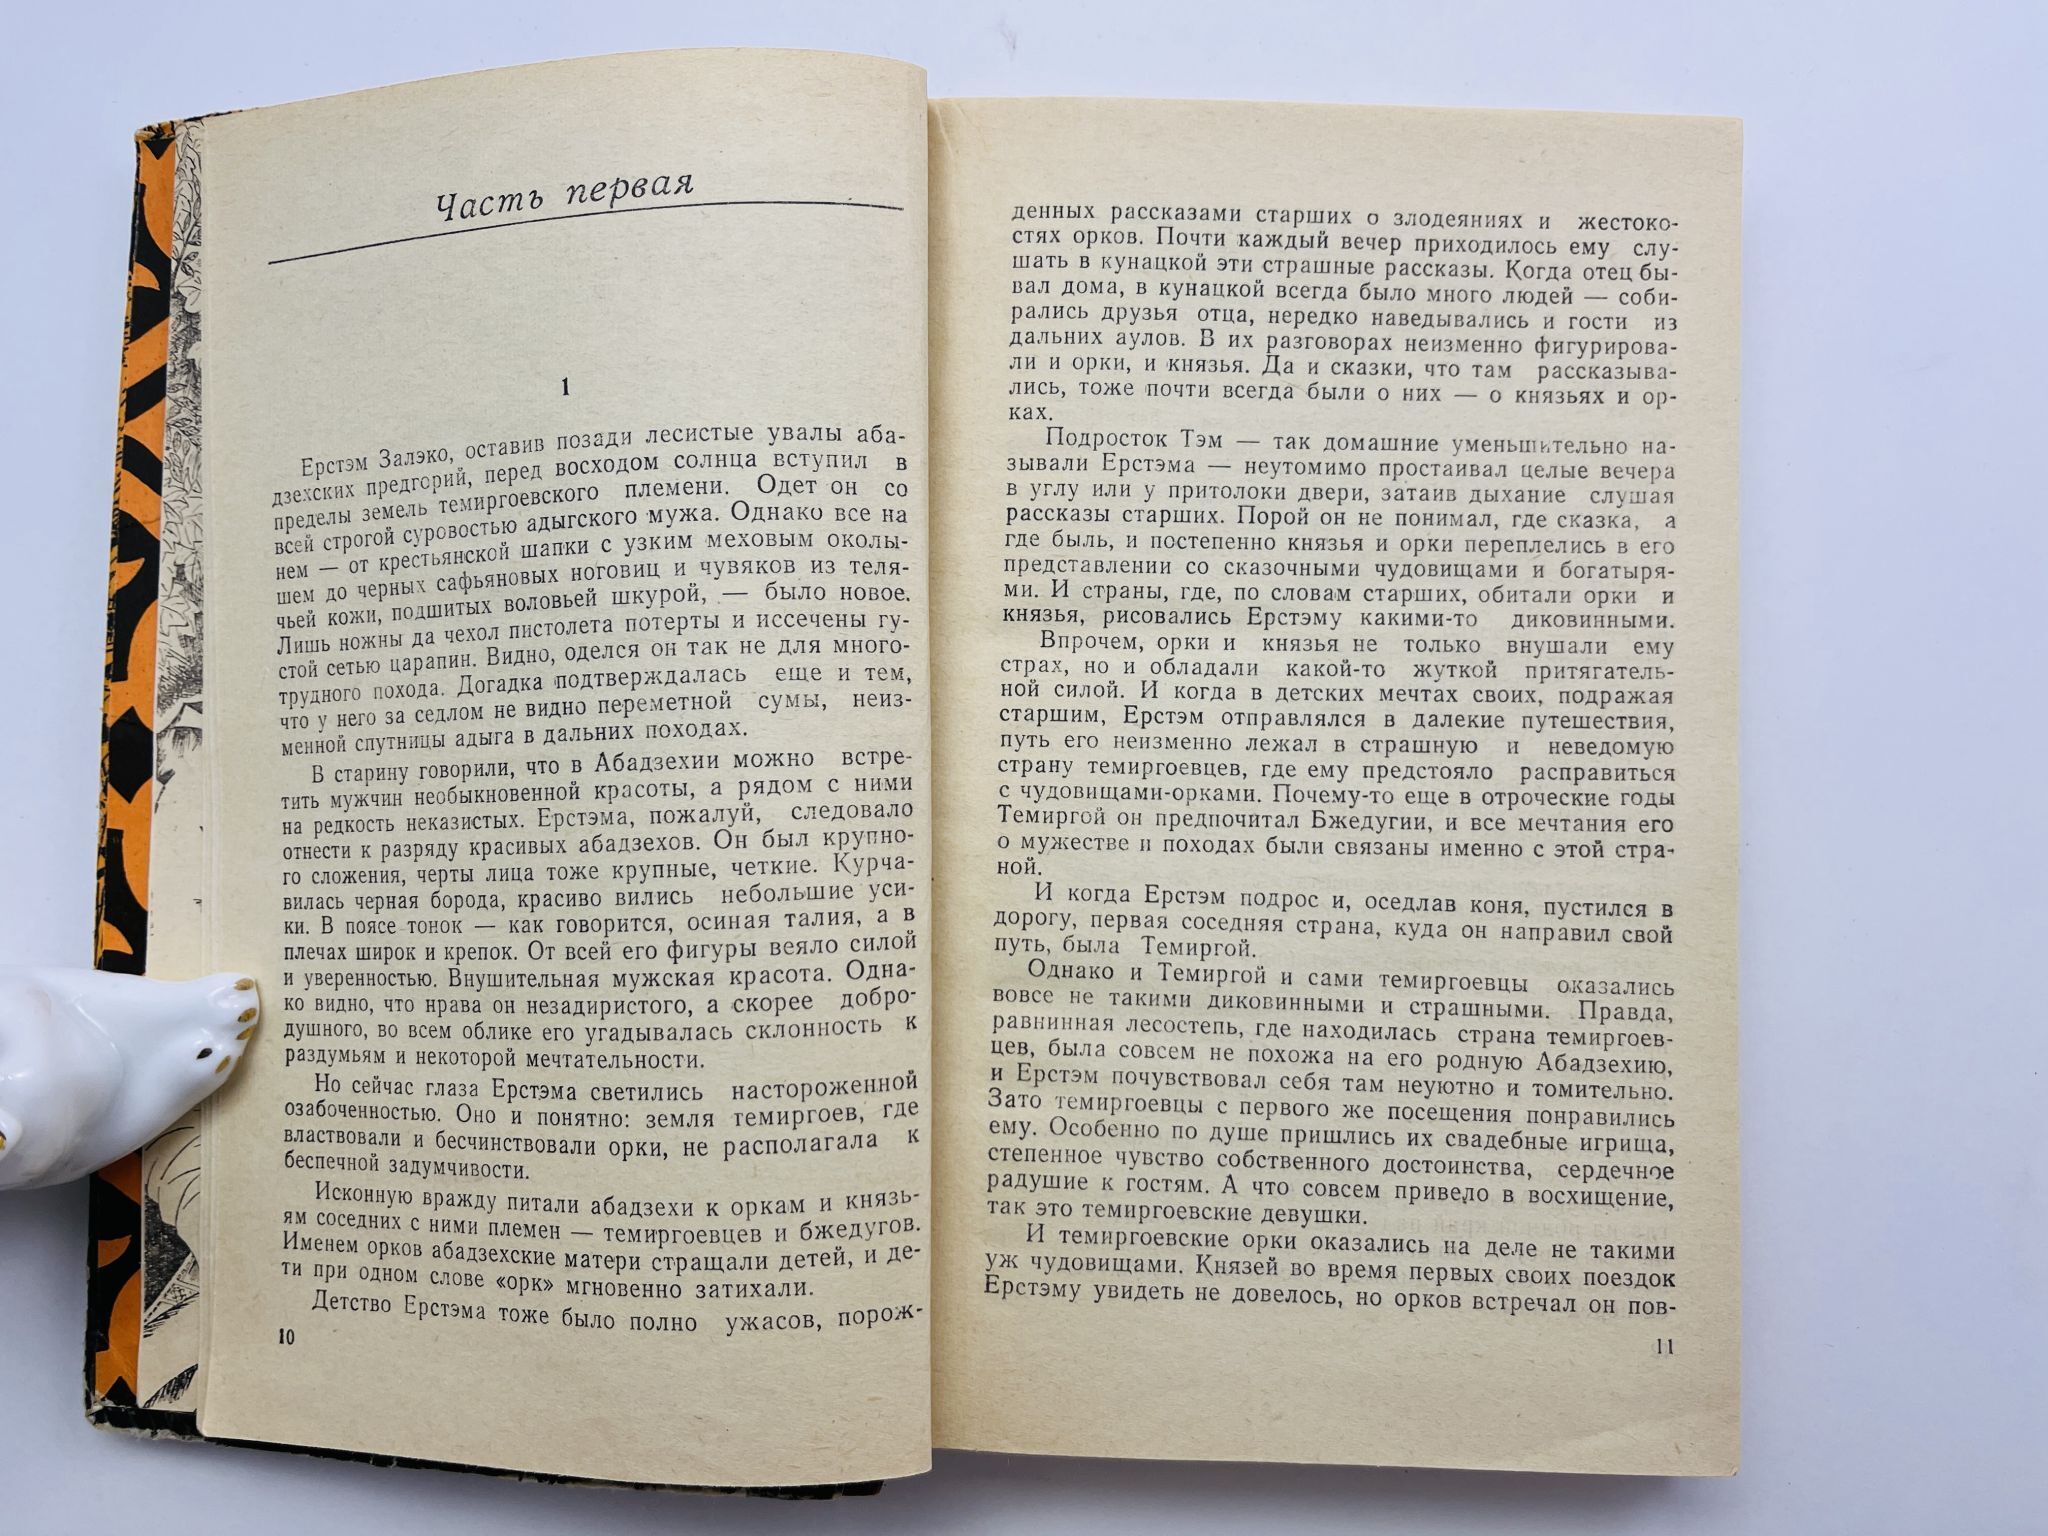 Часть первая
1
Ерстэм Залэко, оставив позади лесистые увалы аба-
дзехских предгорий, перед восходом солнца вступил в
пределы земель темиргоевского племени. Одет он со
всей строгой суровостью адыгского мужа. Однако все на
нем — от крестьянской шапки с узким меховым околы-
шем до черных сафьяновых ноговиц и чувяков из теля-
чьей кожи, подшитых воловьей шкурой, — было новое.
Лишь ножны да чехол пистолета потерты и иссечены гу-
стой сетью царапин. Видно, оделся он так не для много-
трудного похода. Догадка подтверждалась еще и тем,
что у него за седлом не видно переметной сумы, неиз-
менной спутницы адыга в дальних походах.
В старину говорили, что в Абадзехии можно встре-
тить мужчин необыкновенной красоты, а рядом с ними
на редкость неказистых. Ерстэма, пожалуй, следовало
отнести к разряду красивых абадзехов. Он был крупно-
го сложения, черты лица тоже крупные, четкие. Курча-
вилась черная борода, красиво вились небольшие уси-
ки. В поясе тонок — как говорится, осиная талия, а в
плечах широк и крепок. От всей его фигуры веяло силой
и уверенностью. Внушительная мужская красота. Одна-
ко видно, что нрава он незадиристого, а скорее добро-
душного, во всем облике его угадывалась склонность к
раздумьям и некоторой мечтательности.
Но сейчас глаза Ерстэма светились настороженной
озабоченностью. Оно и понятно: земля темиргоев, где
властвовали и бесчинствовали орки, не располагала к
беспечной задумчивости.
Исконную вражду питали абадзехи к оркам и князь-
ям соседних с ними племен — темиргоевцев и бжедугов.
Именем орков абадзехские матери стращали детей, и де-
ти при одном слове «орк» мгновенно затихали.
Детство Ерстэма тоже было полно ужасов, порож-
10
денных рассказами старших о злодеяниях и жестоко-
стях орков. Почти каждый вечер приходилось ему слу-
шать в кунацкой эти страшные рассказы. Когда отец бы-
вал дома, в кунацкой всегда было много людей — соби-
рались друзья отца, нередко наведывались и гости из
дальних аулов. В их разговорах неизменно фигурирова-
ли и орки, и князья. Да и сказки, что там рассказыва-
лись, тоже почти всегда были о них — о князьях и ор-
ках.
Подросток Тэм — так домашние уменьшительно на-
зывали Ерстэма — неутомимо простаивал целые вечера
в углу или у притолоки двери, затаив дыхание слушая
рассказы старших. Порой он не понимал, где сказка, а
где быль, и постепенно князья и орки переплелись в его
представлении со сказочными чудовищами и богатыря-
ми. И страны, где, по словам старших, обитали орки и
князья, рисовались Ерстэму какими-то диковинными.
Впрочем, орки и князья не только внушали ему
страх, но и обладали какой-то жуткой притягатель-
ной силой. И когда в детских мечтах своих, подражая
старшим, Ерстэм отправлялся в далекие путешествия,
путь его неизменно лежал в страшную и неведомую
страну темиргоевцев, где ему предстояло расправиться
с чудовищами-орками. Почему-то еще в отроческие годы
Темиргой он предпочитал Бжедугии, и все мечтания его
о мужестве и походах были связаны именно с этой стра-
ной.
И когда Ерстэм подрос и, оседлав коня, пустился в
дорогу, первая соседняя страна, куда он направил свой
путь, была Темиргой.
Однако и Темиргой и сами темиргоевцы оказались
вовсе не такими диковинными и страшными. Правда,
равнинная лесостепь, где находилась страна темиргоев-
цев, была совсем не похожа на его родную Абадзехию,
и Ерстэм почувствовал себя там неуютно и томительно.
Зато темиргоевцы с первого же посещения понравились
ему. Особенно по душе пришлись их свадебные игрища,
степенное чувство собственного достоинства, сердечное
радушие к гостям. А что совсем привело в восхищение,
так это темиргоевские девушки.
И темиргоевские орки оказались на деле не такими
уж чудовищами. Князей во время первых своих поездок
Ерстэму увидеть не довелось, но орков встречал он пов-
11